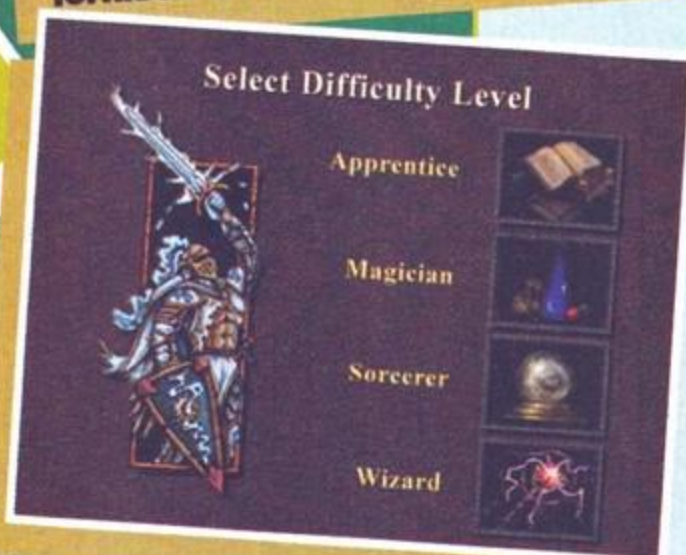 Select Difficulty Level
Apprentice
Magician
Sorcerer
Wizard